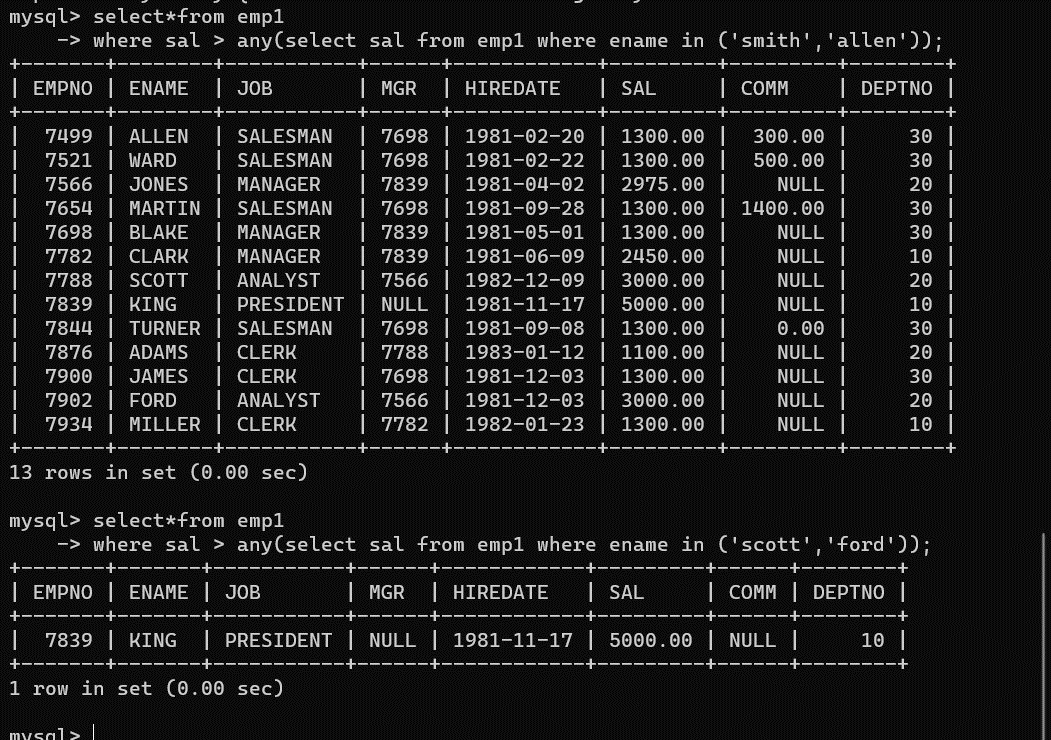 mysql> select*from emp1
    -> where sal > any(select sal from emp1 where ename in ('smith','allen'));
+-------+--------+-----------+------+------------+---------+---------+--------+
| EMPNO | ENAME  | JOB       | MGR  | HIREDATE   | SAL     | COMM    | DEPTNO |
+-------+--------+-----------+------+------------+---------+---------+--------+
|  7499 | ALLEN  | SALESMAN  | 7698 | 1981-02-20 | 1300.00 |  300.00 |     30 |
|  7521 | WARD   | SALESMAN  | 7698 | 1981-02-22 | 1300.00 |  500.00 |     30 |
|  7566 | JONES  | MANAGER   | 7839 | 1981-04-02 | 2975.00 |    NULL |     20 |
|  7654 | MARTIN | SALESMAN  | 7698 | 1981-09-28 | 1300.00 | 1400.00 |     30 |
|  7698 | BLAKE  | MANAGER   | 7839 | 1981-05-01 | 1300.00 |    NULL |     30 |
|  7782 | CLARK  | MANAGER   | 7839 | 1981-06-09 | 2450.00 |    NULL |     10 |
|  7788 | SCOTT  | ANALYST   | 7566 | 1982-12-09 | 3000.00 |    NULL |     20 |
|  7839 | KING   | PRESIDENT | NULL | 1981-11-17 | 5000.00 |    NULL |     10 |
|  7844 | TURNER | SALESMAN  | 7698 | 1981-09-08 | 1300.00 |    0.00 |     30 |
|  7876 | ADAMS  | CLERK     | 7788 | 1983-01-12 | 1100.00 |    NULL |     20 |
|  7900 | JAMES  | CLERK     | 7698 | 1981-12-03 | 1300.00 |    NULL |     30 |
|  7902 | FORD   | ANALYST   | 7566 | 1981-12-03 | 3000.00 |    NULL |     20 |
|  7934 | MILLER | CLERK     | 7782 | 1982-01-23 | 1300.00 |    NULL |     10 |
+-------+--------+-----------+------+------------+---------+---------+--------+
13 rows in set (0.00 sec)
mysql> select*from emp1
    -> where sal > any(select sal from emp1 where ename in ('scott','ford'));
+-------+-------+-----------+------+------------+---------+------+--------+
| EMPNO | ENAME | JOB       | MGR  | HIREDATE   | SAL     | COMM | DEPTNO |
+-------+-------+-----------+------+------------+---------+------+--------+
|  7839 | KING  | PRESIDENT | NULL | 1981-11-17 | 5000.00 | NULL |     10 |
+-------+-------+-----------+------+------------+---------+------+--------+
1 row in set (0.00 sec)
mysql>